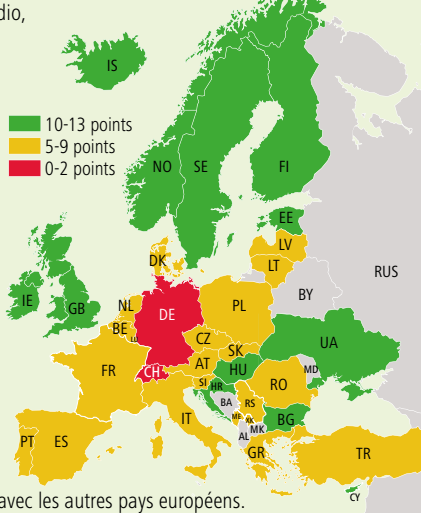 dio,
IS
10-13 points
5-9 points
0-2 points
NO SE FI
EE
LV
LT
DK
RUS
BY
IE GB
NL
BE
LU
DE
PL
CZ
SK
UA
FR
CH
AT
HU
MD
SI
HR
RO
BA
RS
IT
ME
XK
BG
AL
MK
PT ES
GR
TR
CY
avec les autres pays européens.